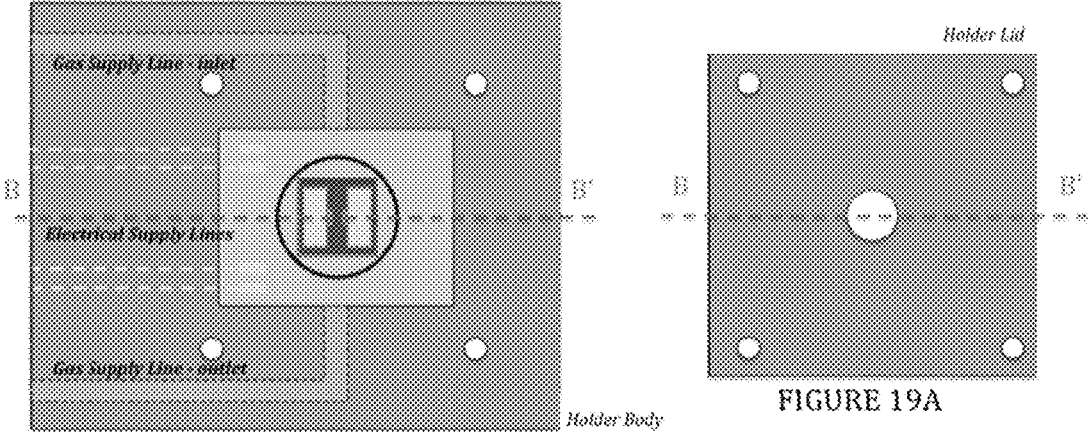 Gas Supply Line - inlet
Holder Lid
B
B'
B
B'
Electrical Supply Lines
Gas Supply Line - outlet
FIGURE 19A
Holder Body